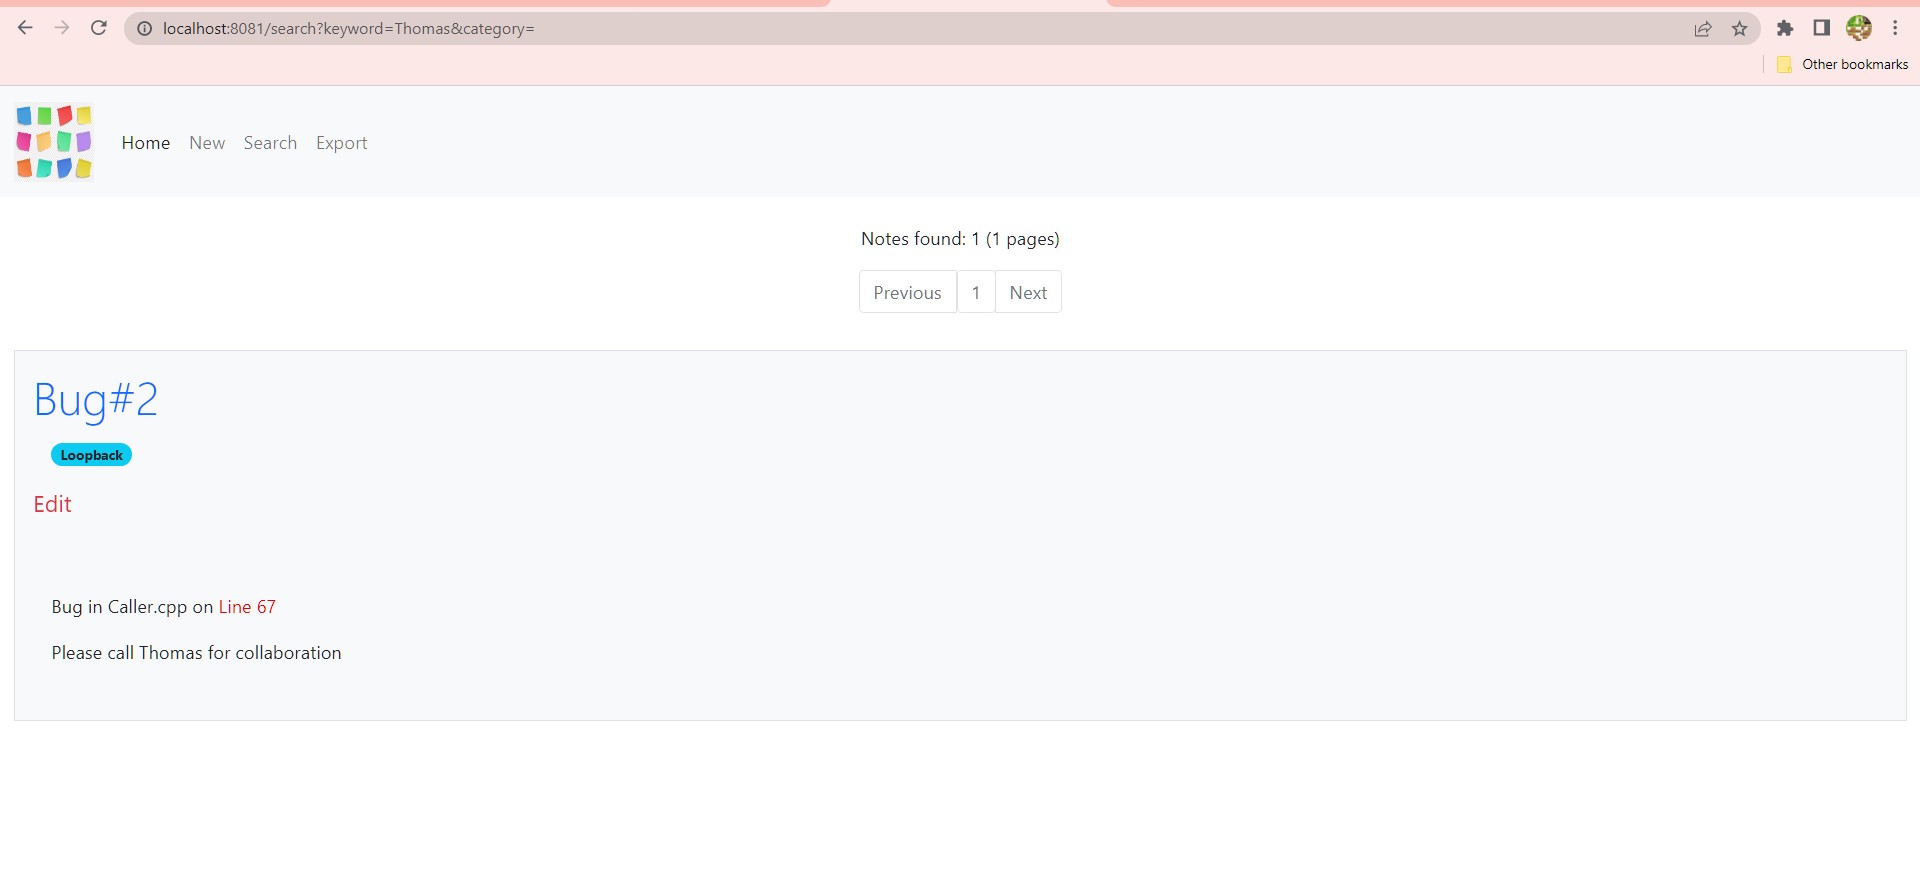 localhost:8081/search?keyword=Thomas&category=
Other bookmarks
Home New Search Export
Notes found: 1 (1 pages)
Previous 1 Next
Bug#2
Loopback
Edit
Bug in Caller.cpp on Line 67
Please call Thomas for collaboration